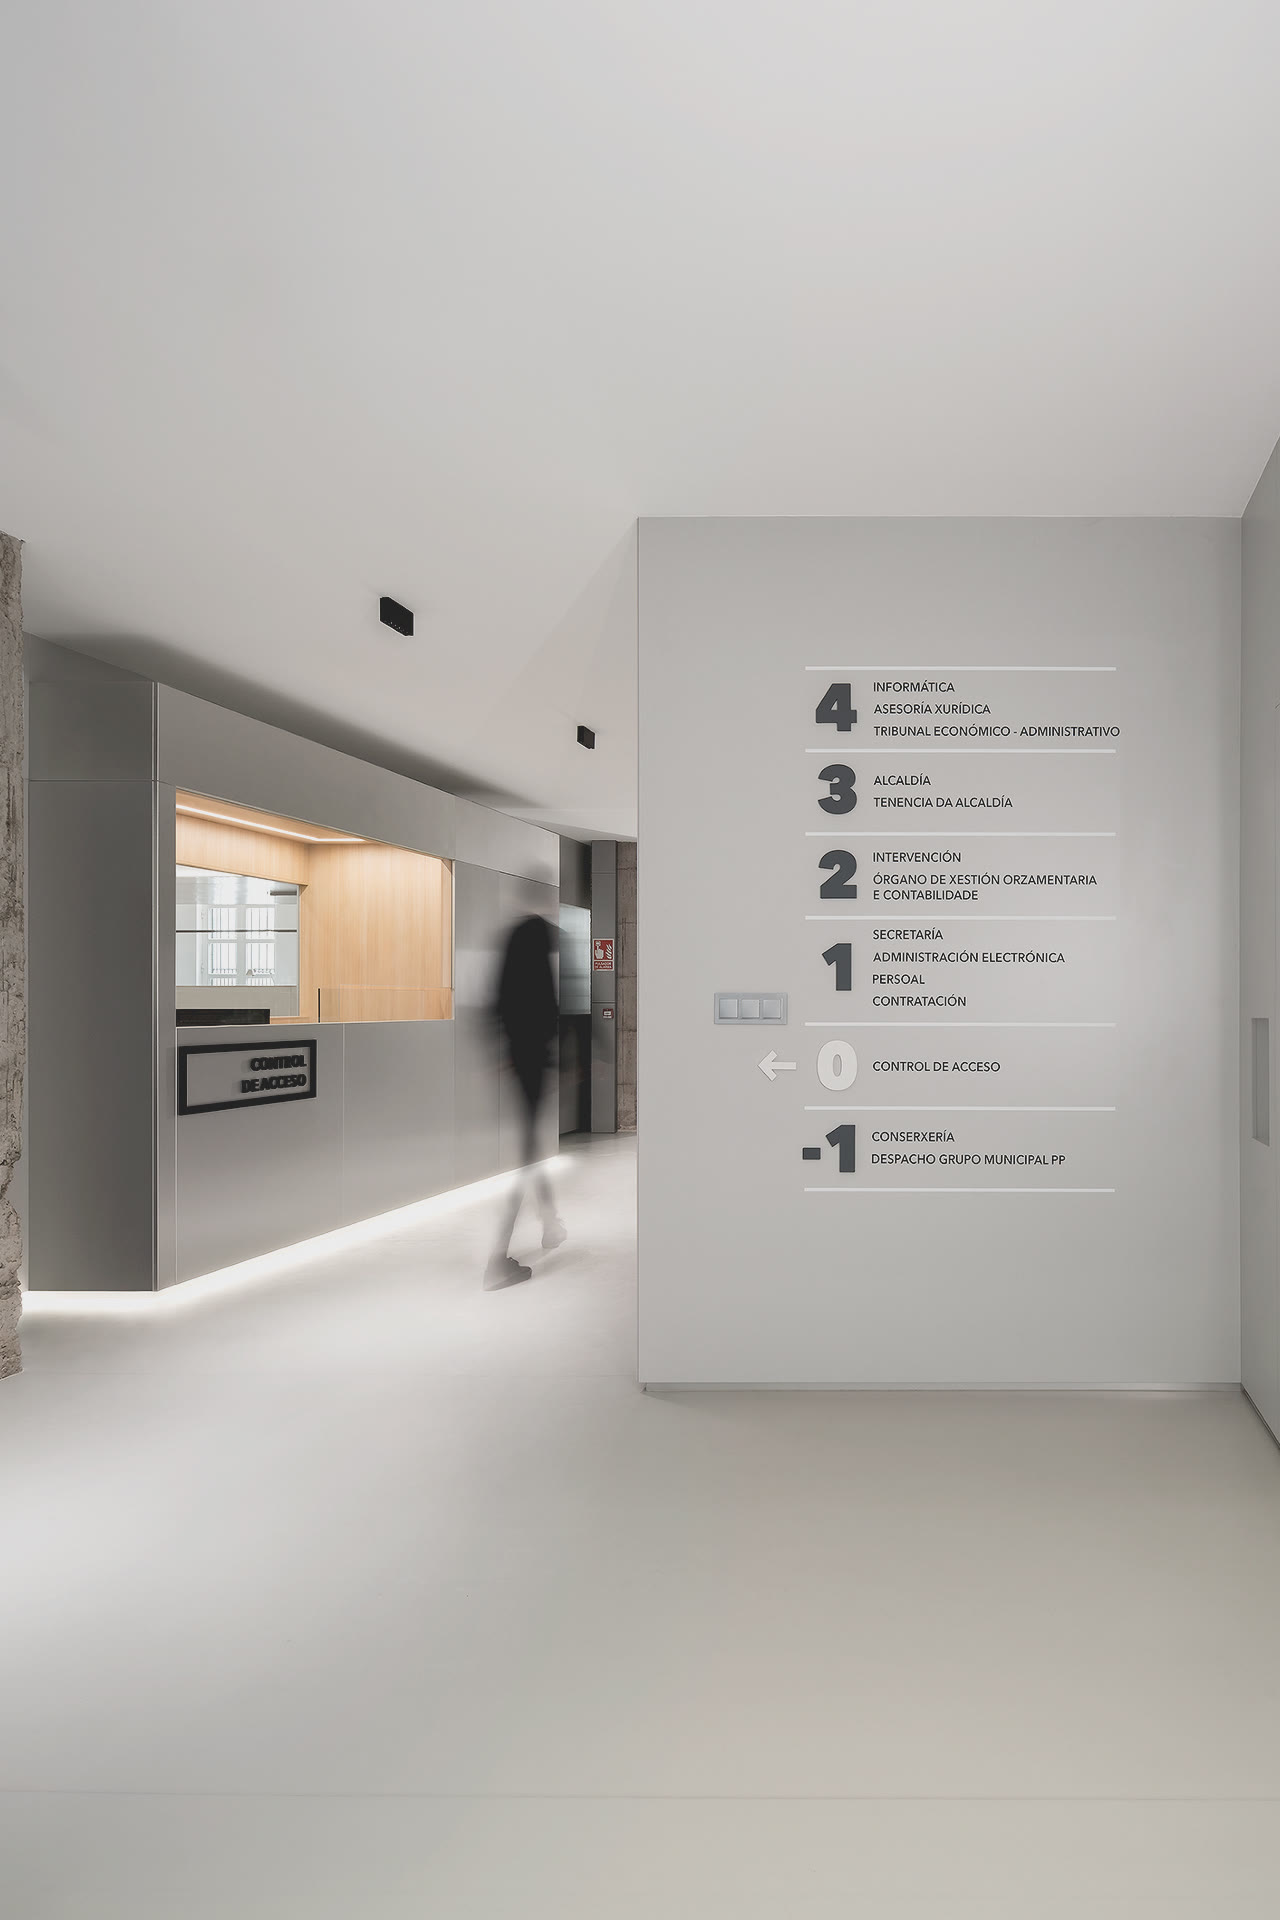 4
INFORMÁTICA
ASESORÍA XURÍDICA
TRIBUNAL ECONÓMICO - ADMINISTRATIVO
3
ALCALDÍA
TENENCIA DA ALCALDÍA
2
INTERVENCIÓN
ÓRGANO DE XESTIÓN ORZAMENTARIA
E CONTABILIDADE
1
SECRETARÍA
ADMINISTRACIÓN ELECTRÓNICA
PERSOAL
CONTRATACIÓN
← 0
CONTROL DE ACCESO
-1
CONSERXERÍA
DESPACHO GRUPO MUNICIPAL PP
CONTROL
DE ACCESO